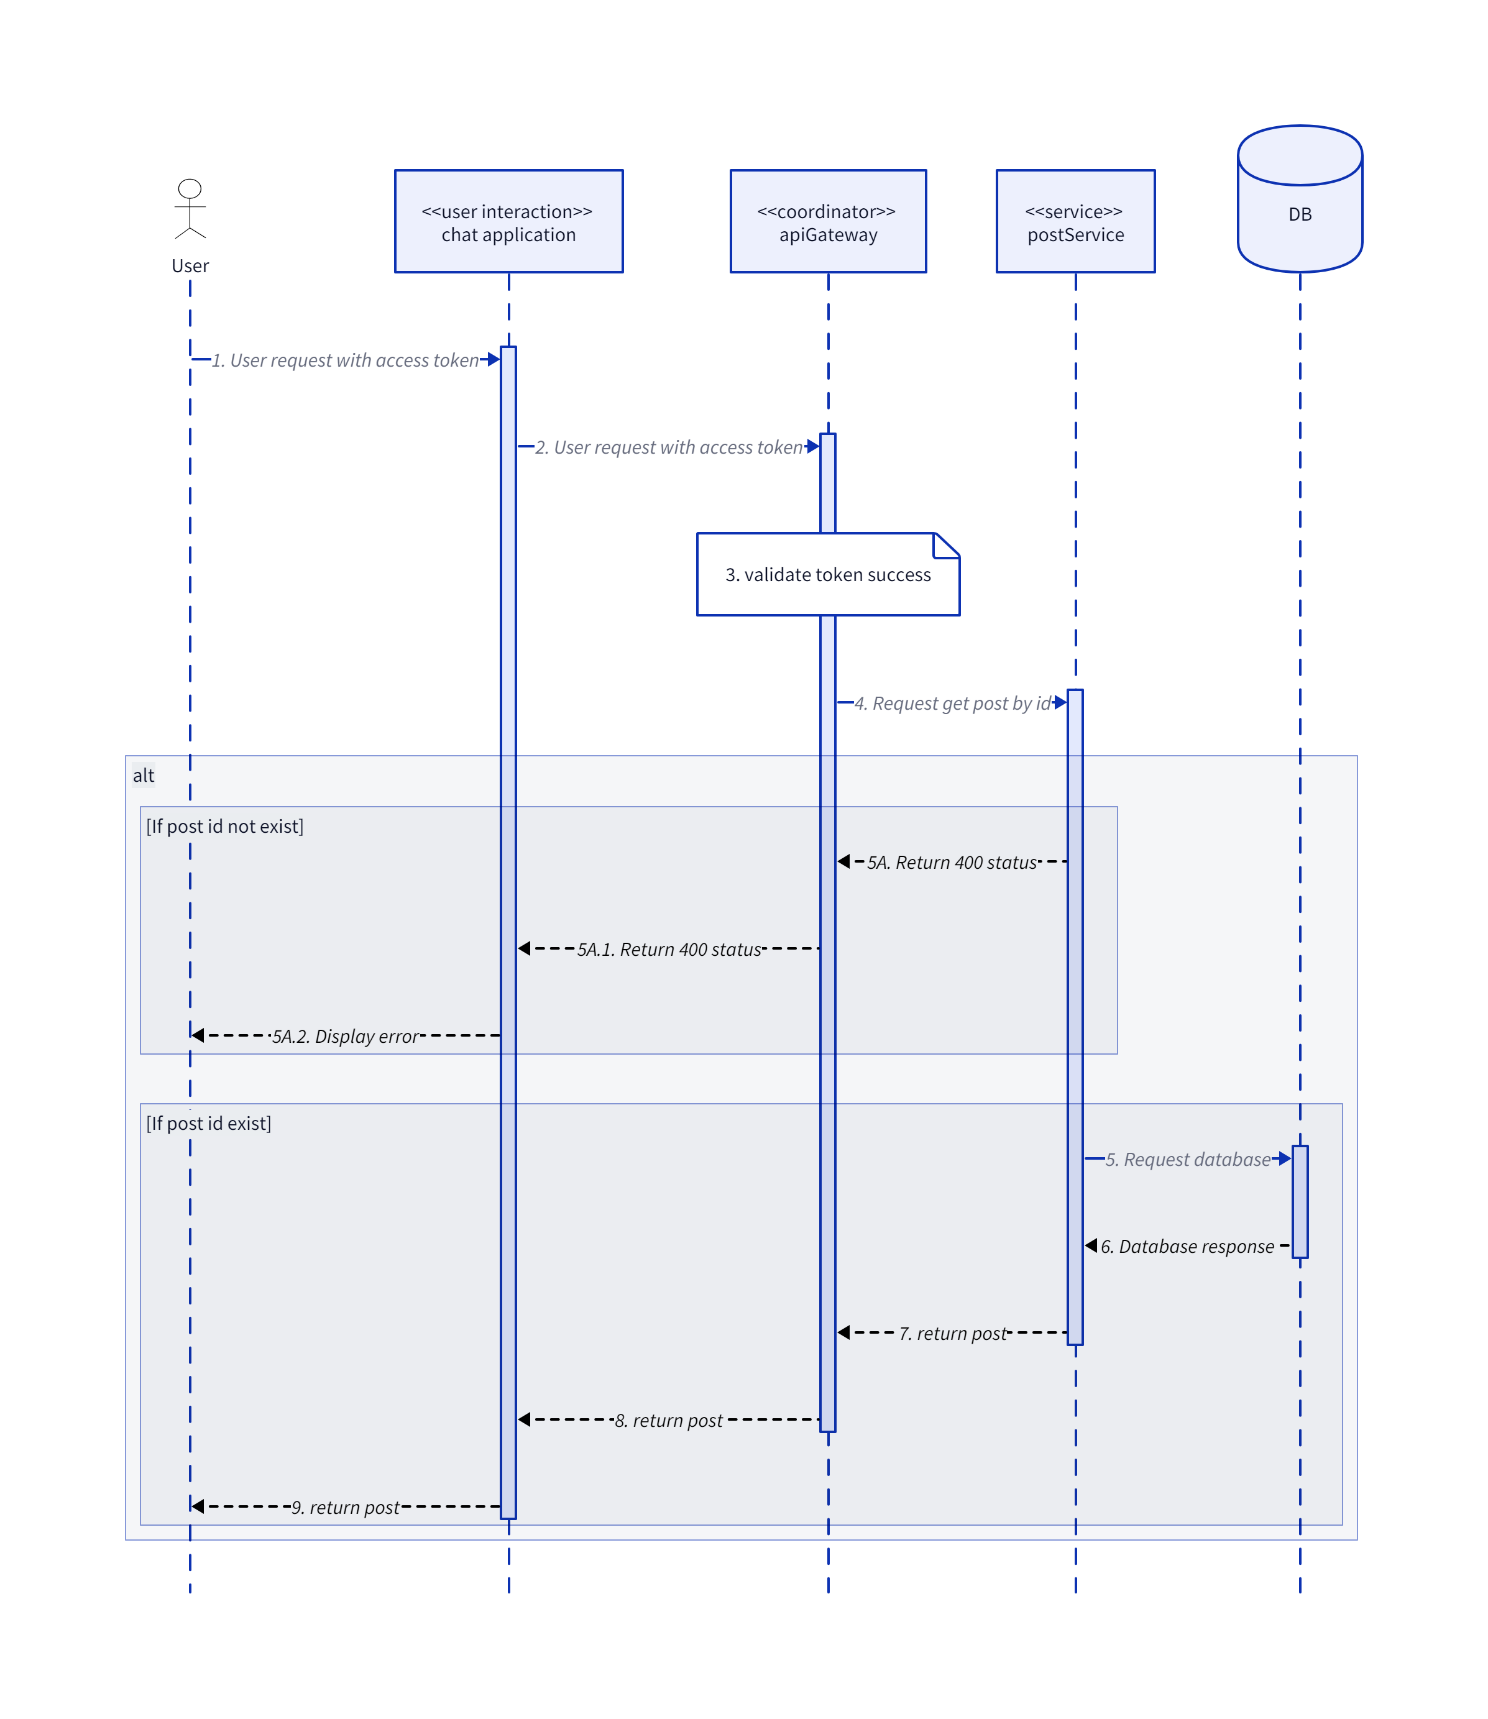 User
<<user interaction>>
chat application
<<coordinator>>
apiGateway
<<service>>
postService
DB
1. User request with access token
2. User request with access token
3. validate token success
4. Request get post by id
alt
[If post id not exist]
5A. Return 400 status
5A.1. Return 400 status
5A.2. Display error
[If post id exist]
5. Request database
6. Database response
7. return post
8. return post
9. return post